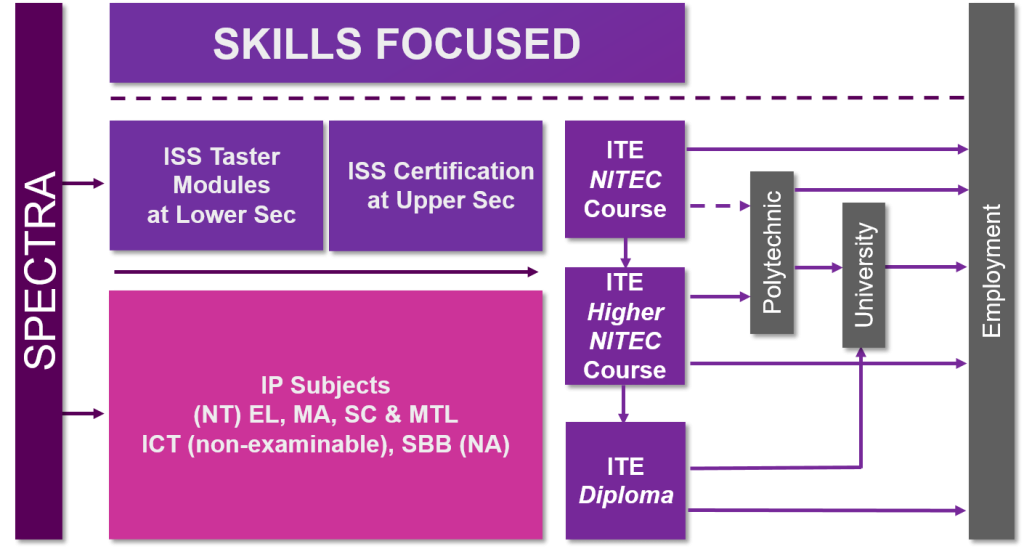 SKILLS FOCUSED
SPECTRA
ISS Taster
Modules
at Lower Sec
ISS Certification
at Upper Sec
IP Subjects
(NT) EL, MA, SC & MTL
ICT (non-examinable), SBB (NA)
ITE
NITEC
Course
ITE
Higher
NITEC
Course
ITE
Diploma
Polytechnic
University
Employment